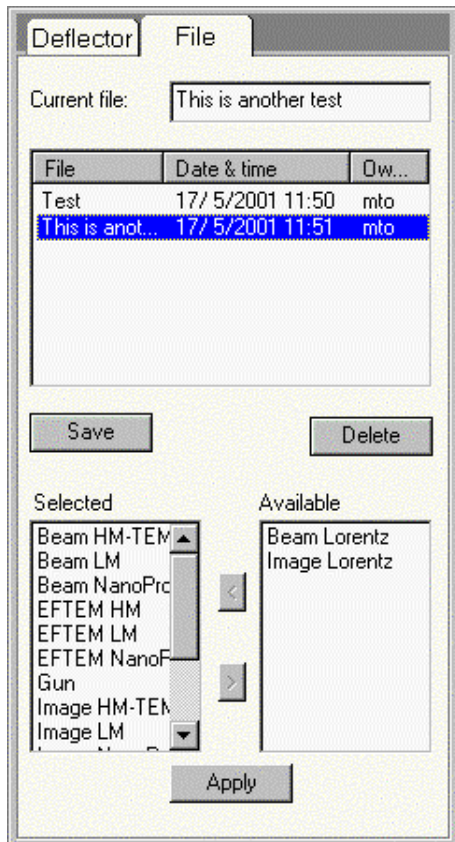 Deflector File
Current file: This is another test
File Date & time Ow...
Test 17/ 5/2001 11:50 mto
This is anot... 17/ 5/2001 11:51 mto
Save Delete
Selected Available
Beam HM-TEM Beam Lorentz
Beam LM Image Lorentz
Beam NanoPro
EFTEM HM
EFTEM LM <
EFTEM NanoP
Gun
Image HM-TEM >
Image LM
Apply